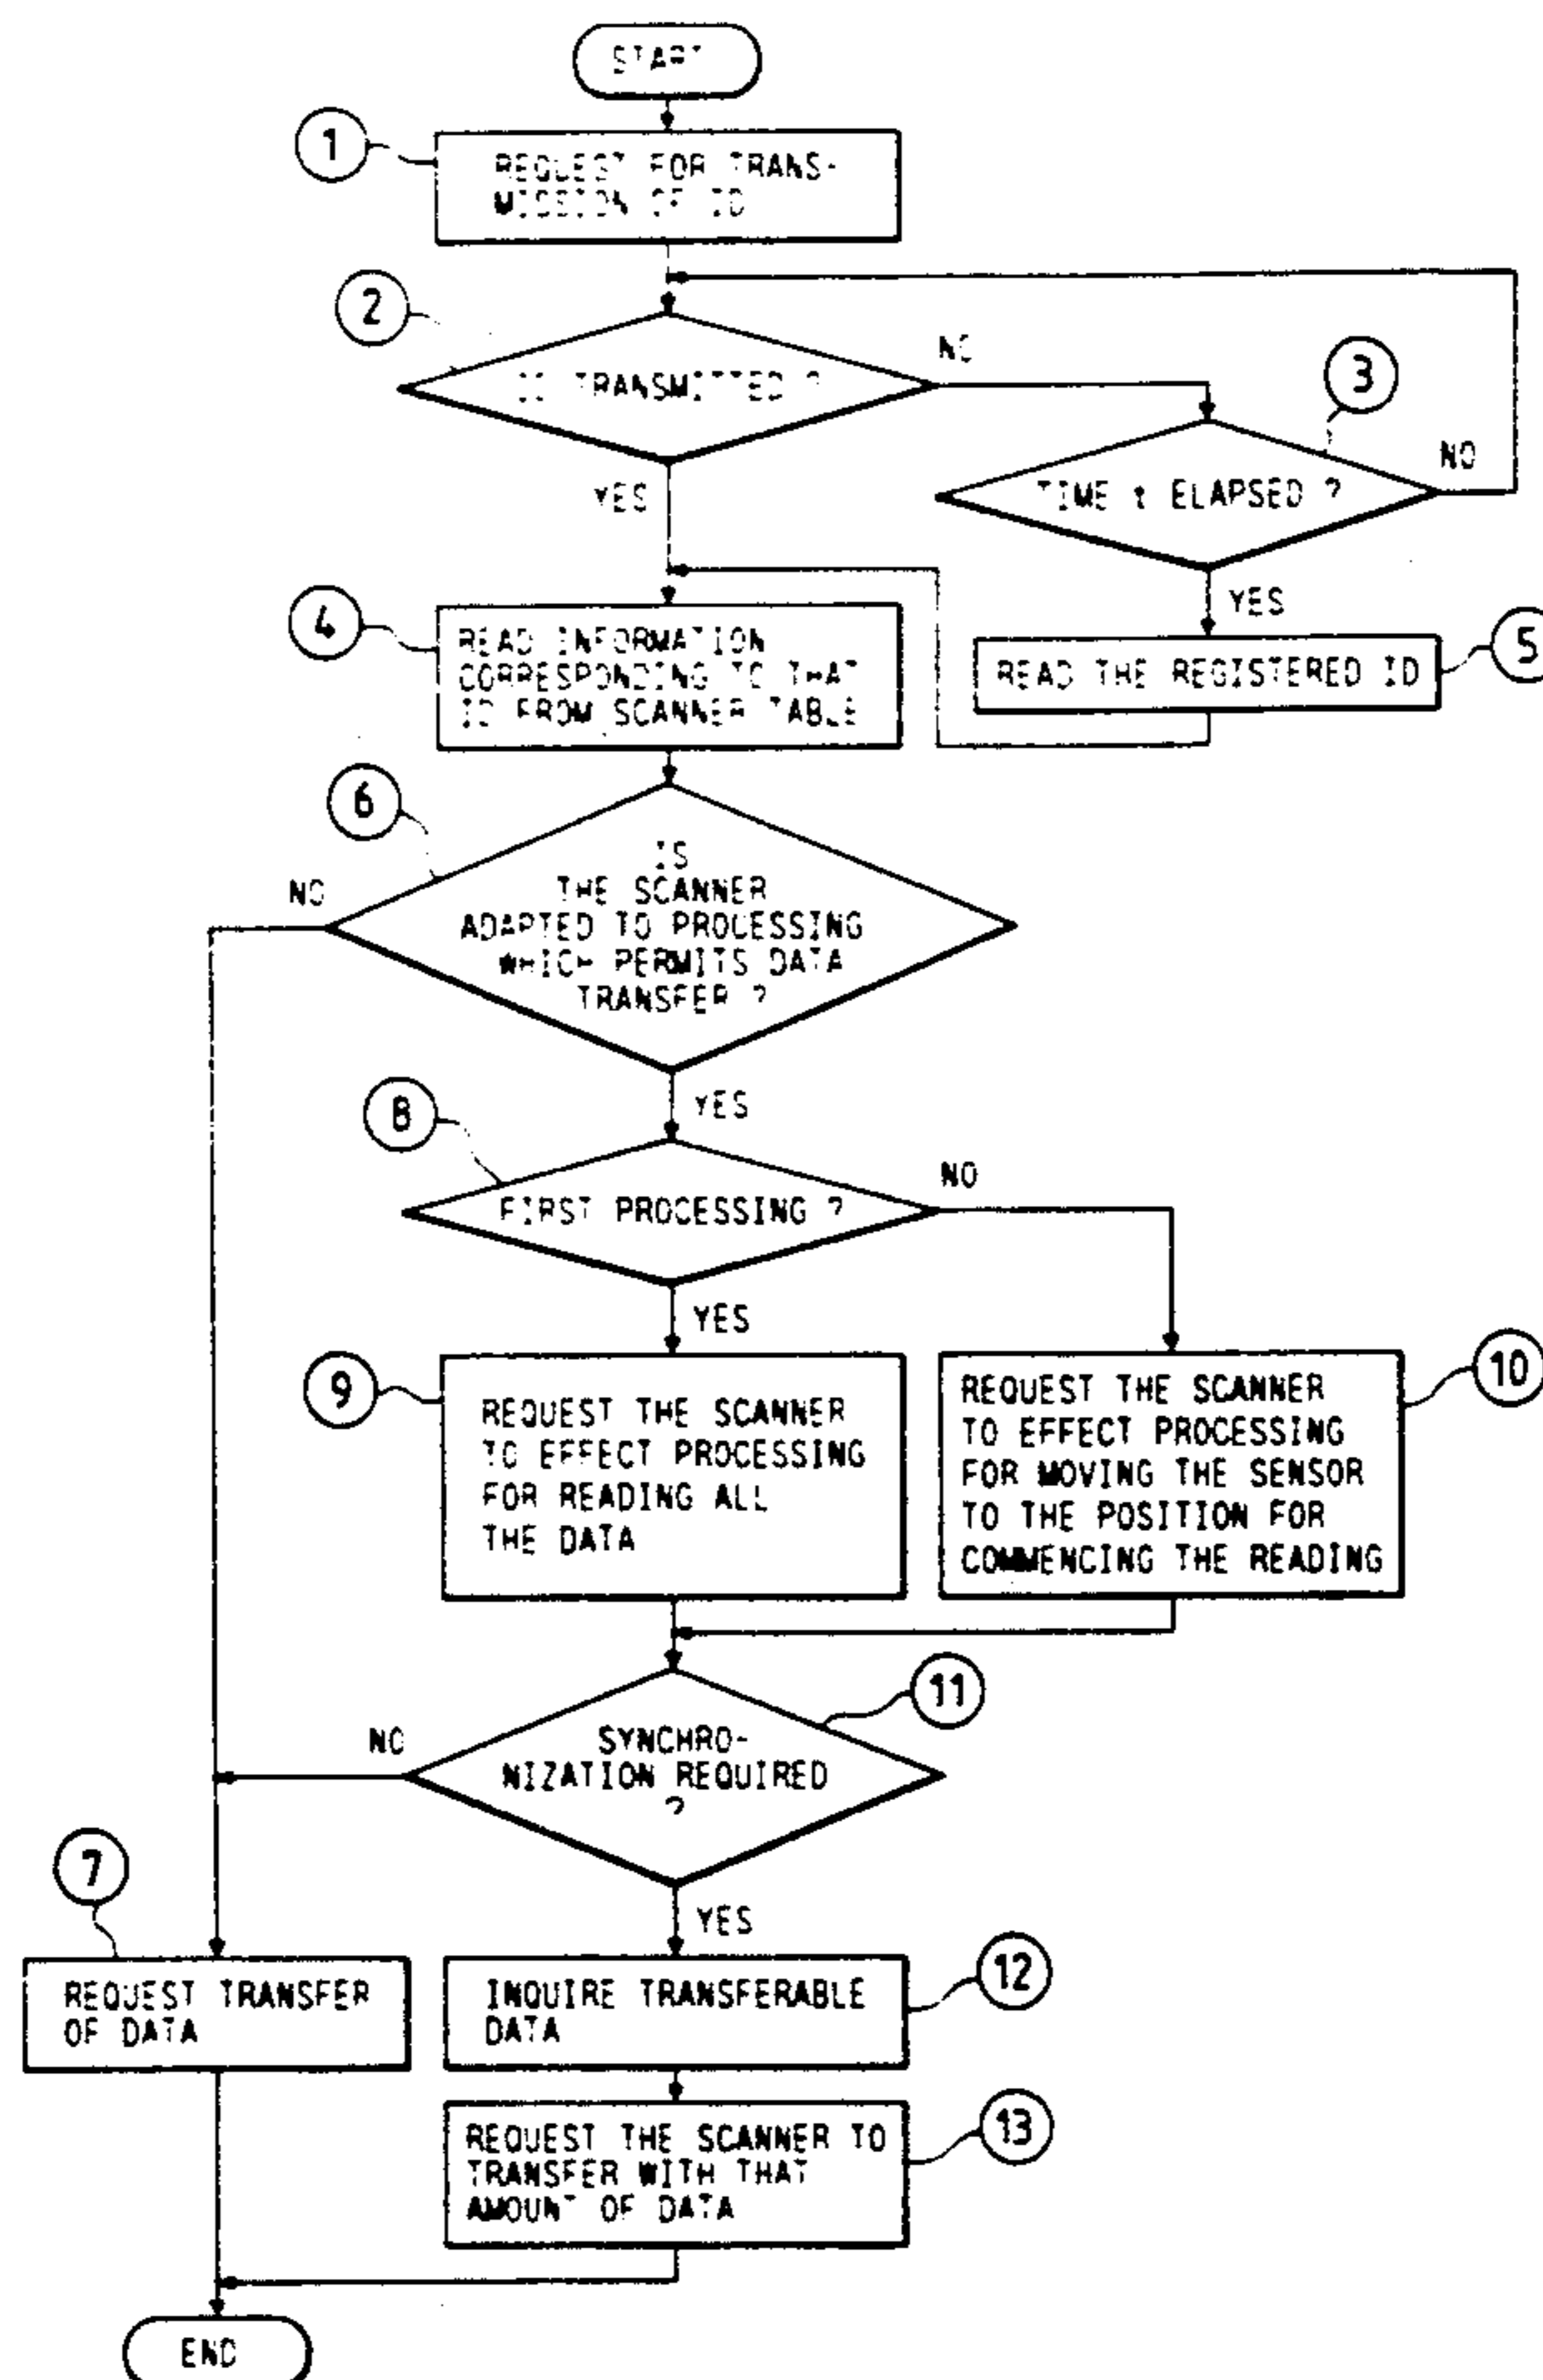 START
1
REQUEST FOR TRANS-
MISSION OF ID
2
NO
ID TRANSMITTED ?
3
NO
YES
TIME t ELAPSED ?
4
YES
READ INFORMATION
CORRESPONDING TO THAT
ID FROM SCANNER TABLE
5
READ THE REGISTERED ID
6
NO
IS
THE SCANNER
ADAPTED TO PROCESSING
WHICH PERMITS DATA
TRANSFER ?
YES
8
NO
FIRST PROCESSING ?
YES
9
REQUEST THE SCANNER
TO EFFECT PROCESSING
FOR READING ALL
THE DATA
10
REQUEST THE SCANNER
TO EFFECT PROCESSING
FOR MOVING THE SENSOR
TO THE POSITION FOR
COMMENCING THE READING
11
NO
SYNCHRO-
NIZATION REQUIRED
?
7
YES
REQUEST TRANSFER
OF DATA
12
INQUIRE TRANSFERABLE
DATA
13
REQUEST THE SCANNER TO
TRANSFER WITH THAT
AMOUNT OF DATA
END